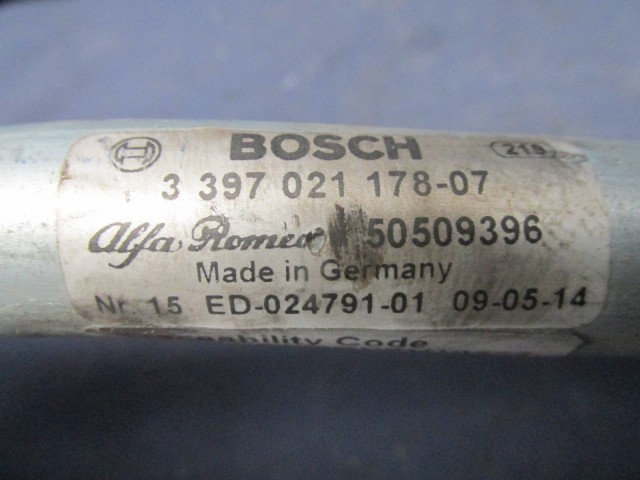 BOSCH 219
3 397 021 178-07
Alfa Romeo 50509396
Made in Germany
Nr. 15 ED-024791-01 09-05-14
Code